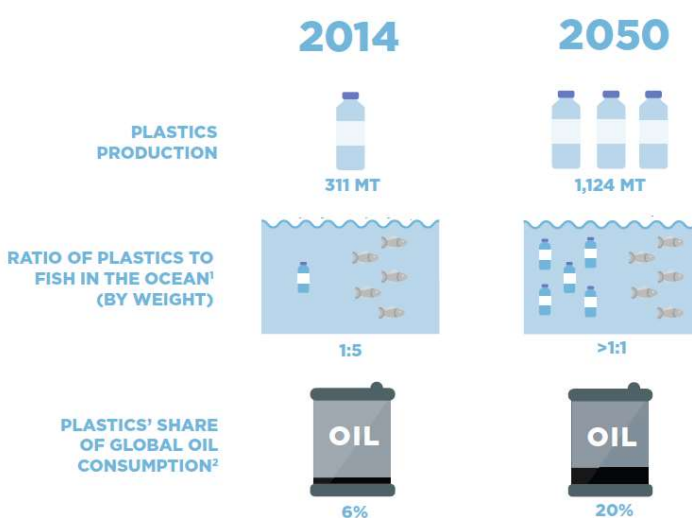 2014
2050
PLASTICS
PRODUCTION
311 MT
1,124 MT
RATIO OF PLASTICS TO
FISH IN THE OCEAN¹
(BY WEIGHT)
1:5
>1:1
PLASTICS' SHARE
OF GLOBAL OIL
CONSUMPTION²
OIL
OIL
6%
20%